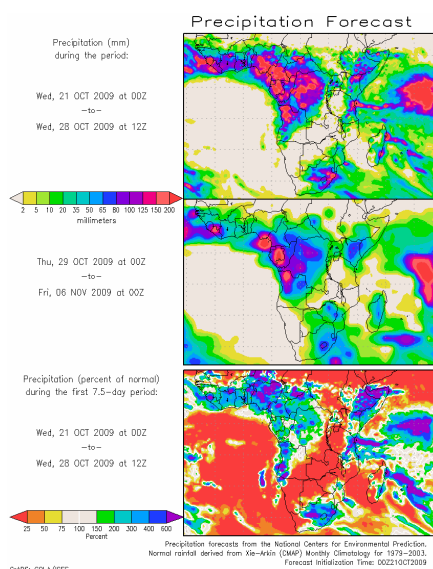 Precipitation Forecast
Precipitation (mm)
during the period:
Wed, 21 OCT 2009 at 00Z
-to-
Wed, 28 OCT 2009 at 12Z
2 5 10 20 35 50 65 80 100 125 150 200
millimeters
Thu, 29 OCT 2009 at 00Z
-to-
Fri, 06 NOV 2009 at 00Z
Precipitation (percent of normal)
during the first 7.5-day period:
Wed, 21 OCT 2009 at 00Z
-to-
Wed, 28 OCT 2009 at 12Z
25 50 75 100 150 200 300 400 600
Percent
Precipitation forecasts from the National Centers for Environmental Prediction.
Normal rainfall derived from Xie-Arkin (CMAP) Monthly Climatology for 1979-2003.
Forecast Initialization Time: 00Z21OCT2009